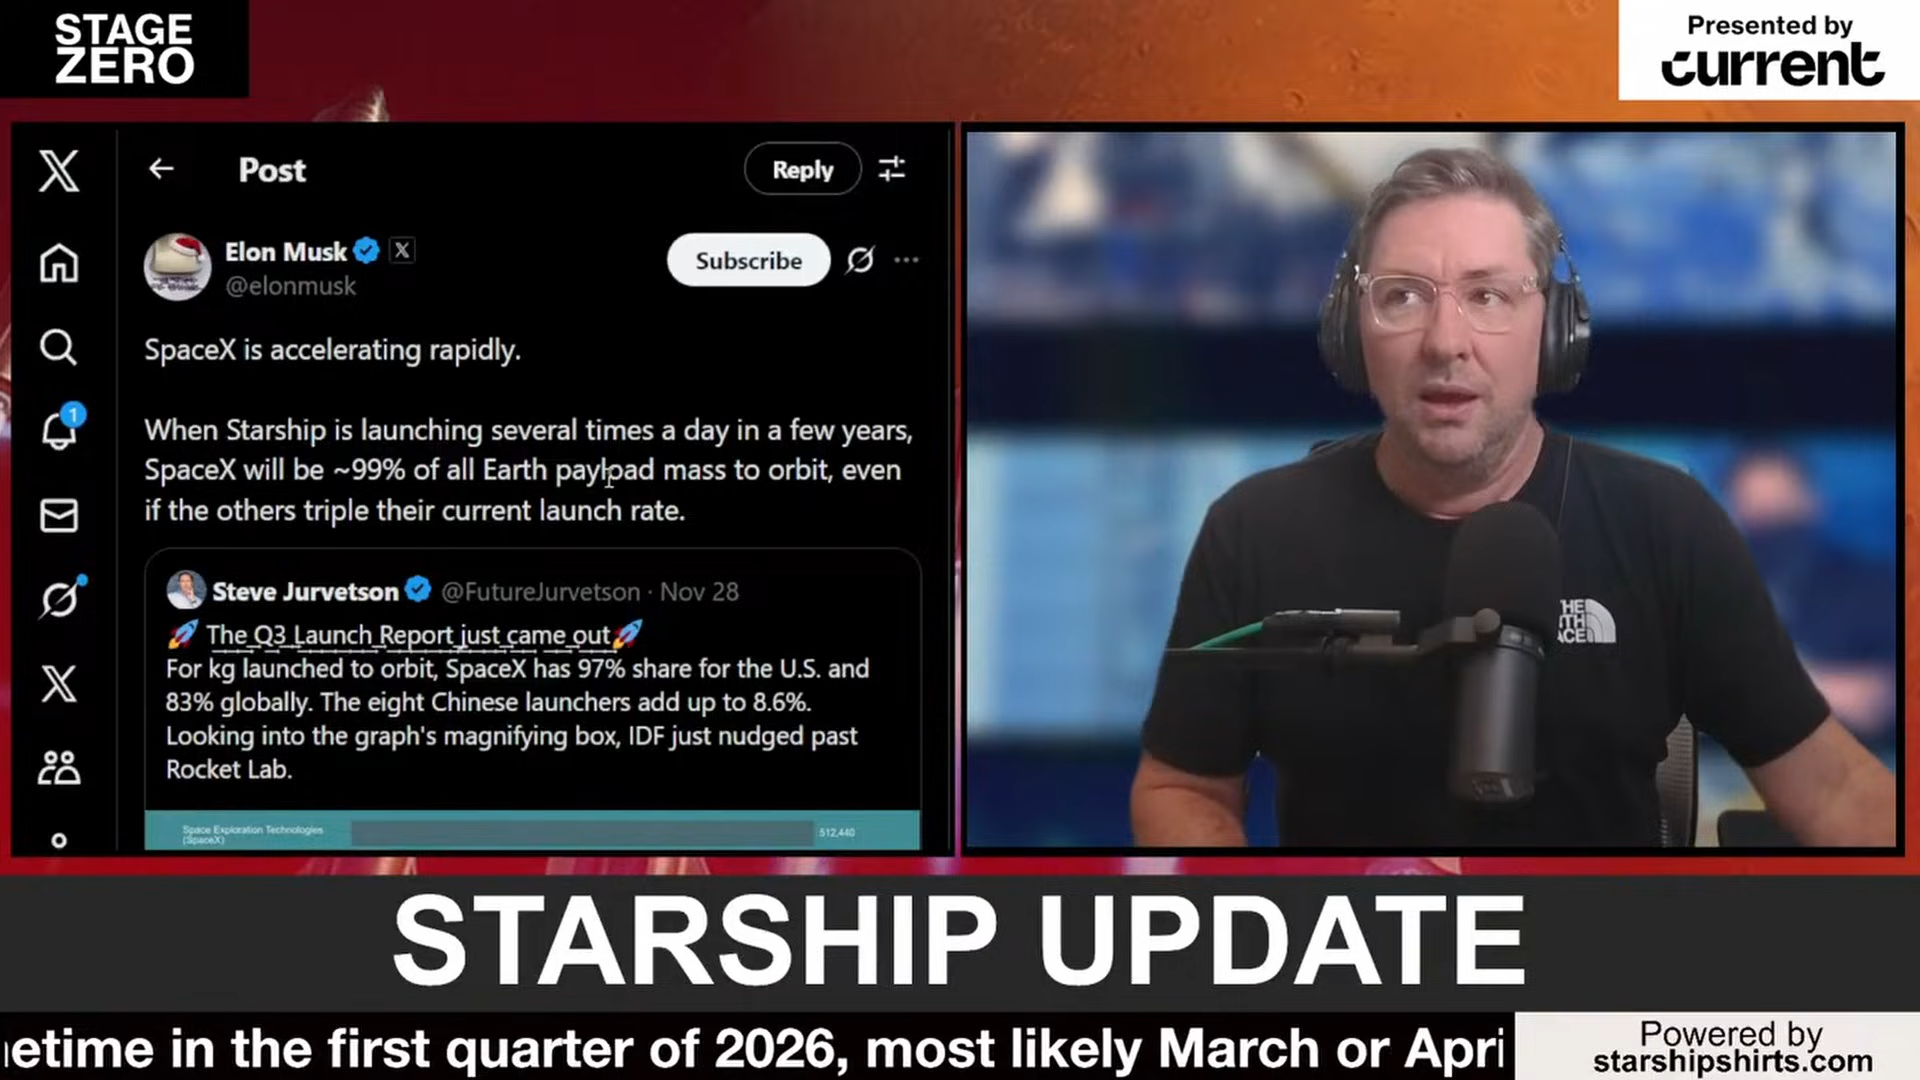 STAGE
ZERO
Presented by
current
Post
Reply
Elon Musk
@elonmusk
Subscribe
SpaceX is accelerating rapidly.
When Starship is launching several times a day in a few years,
SpaceX will be ~99% of all Earth payload mass to orbit, even
if the others triple their current launch rate.
1
Steve Jurvetson @FutureJurvetson · Nov 28
🚀 The Q3 Launch Report just came out 🚀
For kg launched to orbit, SpaceX has 97% share for the U.S. and
83% globally. The eight Chinese launchers add up to 8.6%.
Looking into the graph's magnifying box, IDF just nudged past
Rocket Lab.
Space Exploration Technologies
(SpaceX)
512,440
THE
NORTH
FACE
STARSHIP UPDATE
etime in the first quarter of 2026, most likely March or Apri
Powered by
starshipshirts.com